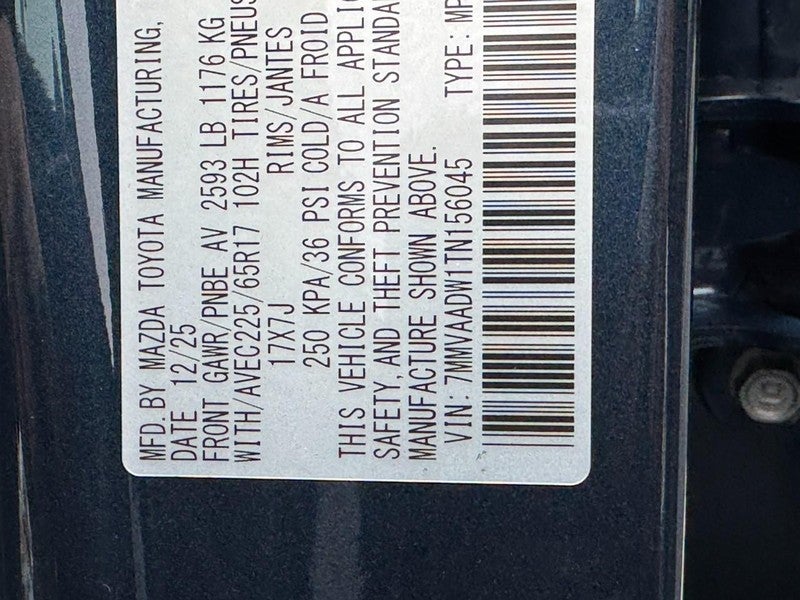 MFD.BY MAZDA TOYOTA MANUFACTURING,
DATE 12/25
FRONT GAWR/PNBE AV 2593 LB 1176 KG
WITH/AVEC225/65R17 102H TIRES/PNEUS
17X7J RIMS/JANTES
250 KPA/36 PSI COLD/A FROID
THIS VEHICLE CONFORMS TO ALL
SAFETY,AND THEFT PREVENTION
MANUFACTURE SHOWN ABOVE.
VIN: 7MMVAADW1TN156045 TYPE: